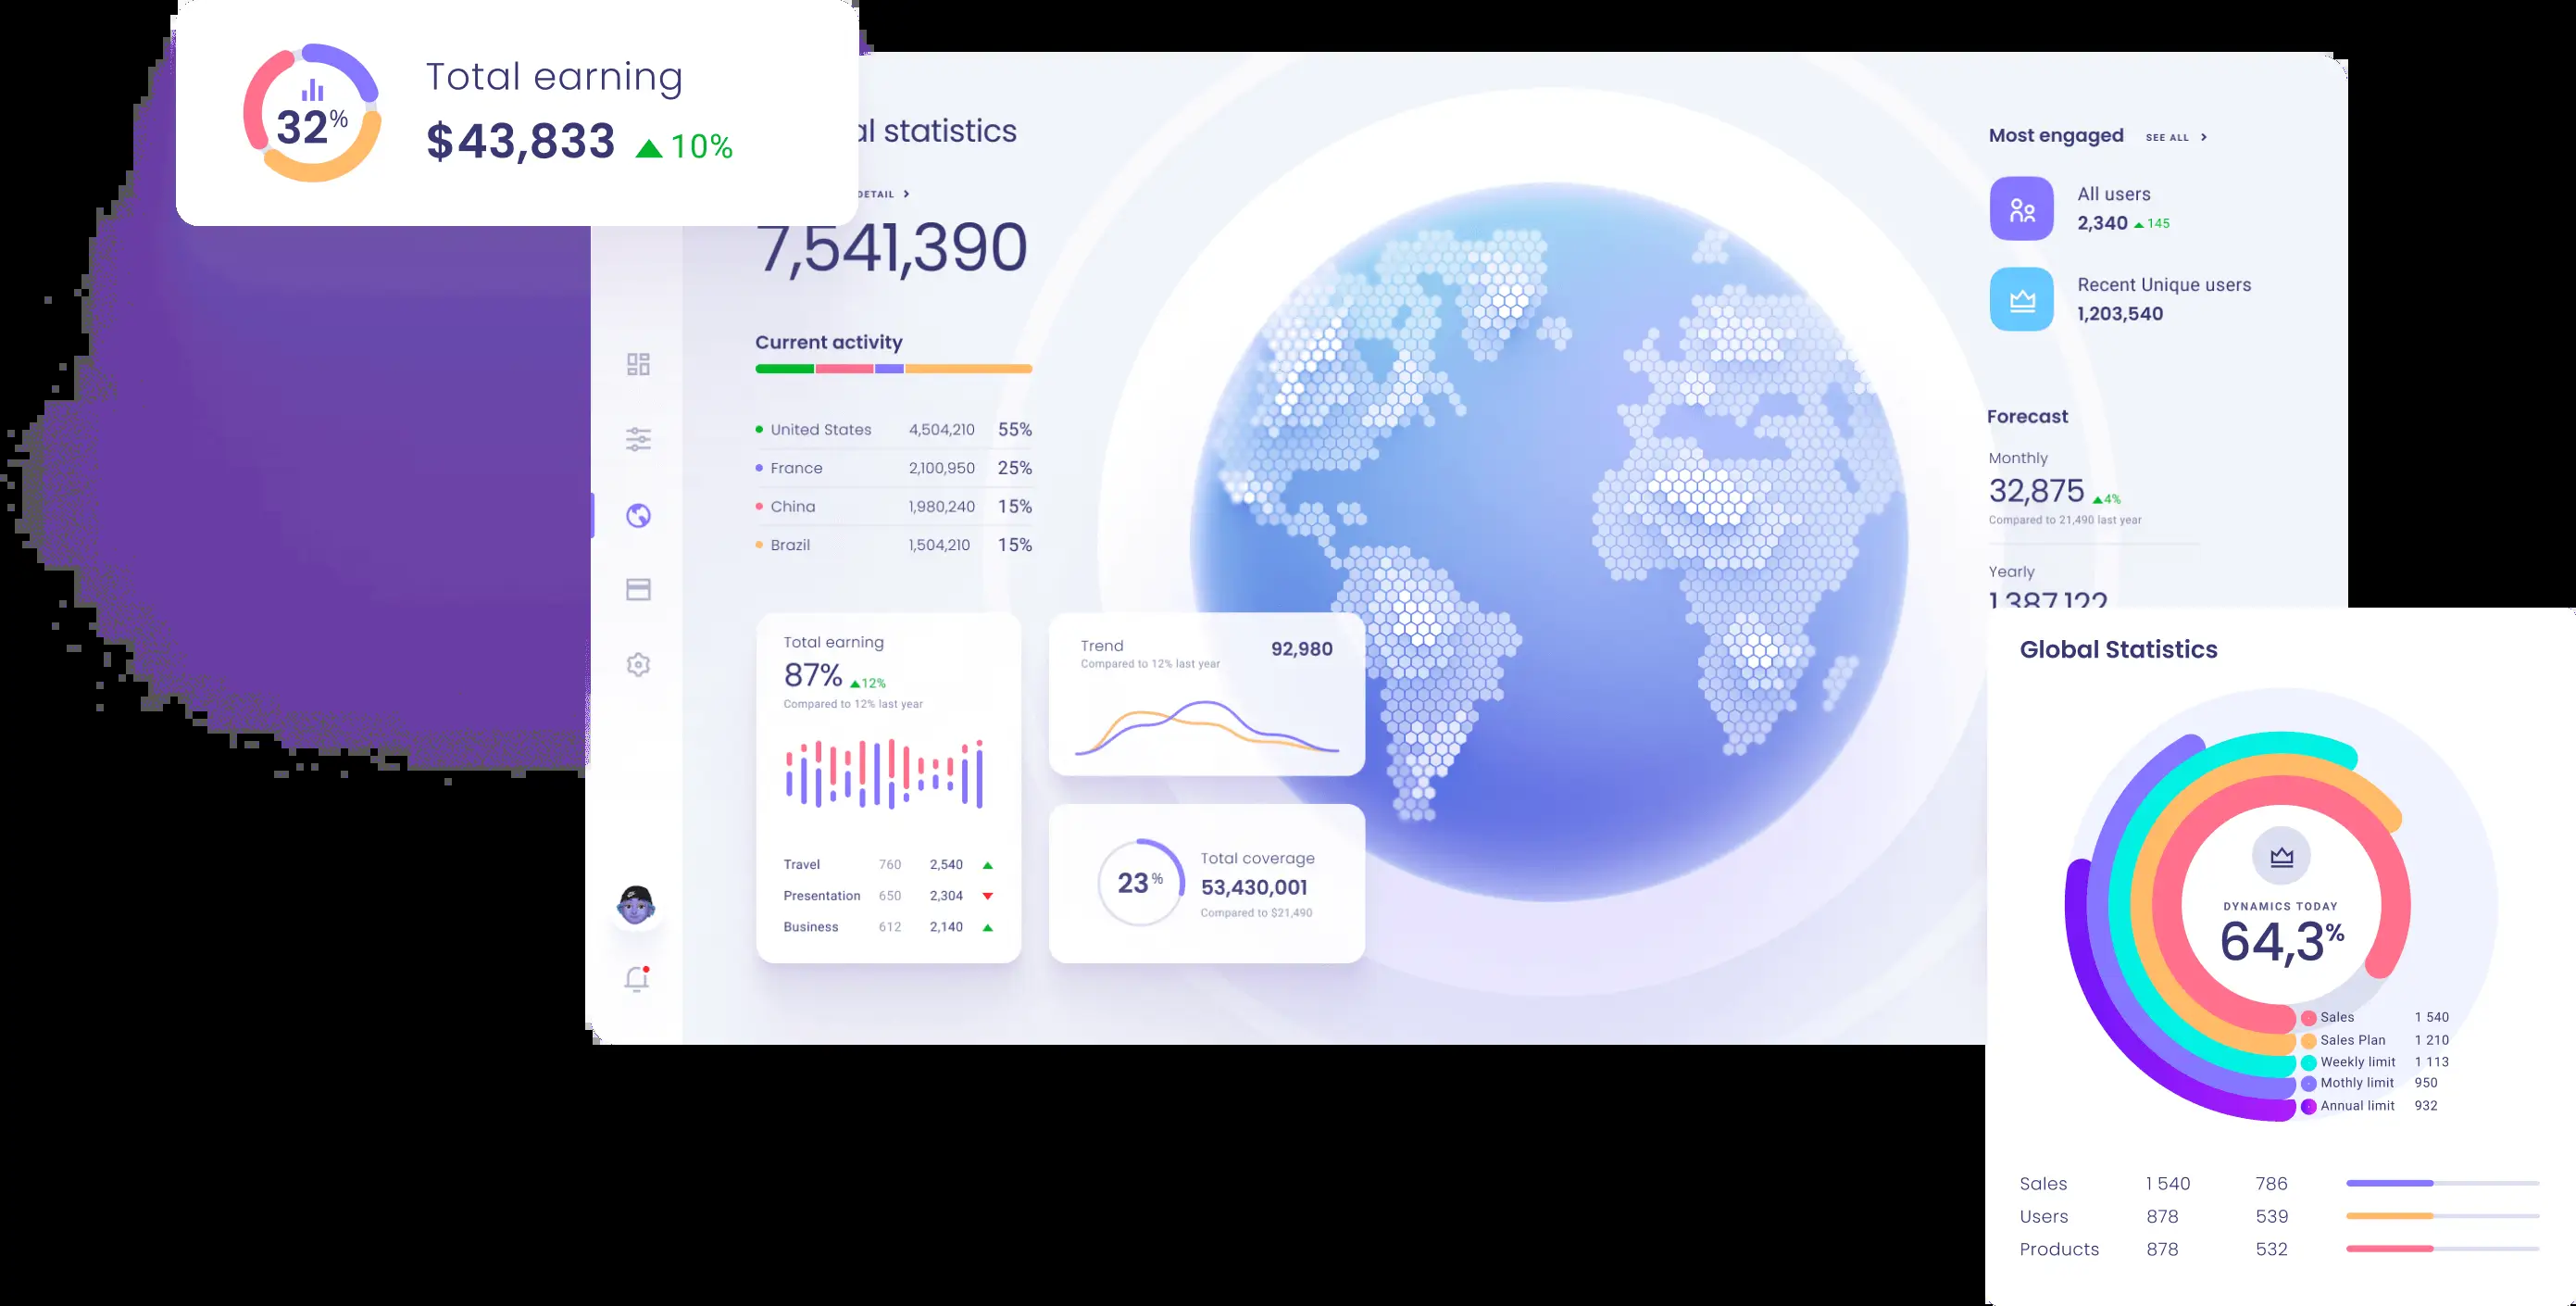 Total earning
32%
$43,833 10%
al statistics
DETAIL
7,541,390
Current activity
United States 4,504,210 55%
France 2,100,950 25%
China 1,980,240 15%
Brazil 1,504,210 15%
Total earning
87% 12%
Compared to 12% last year
Travel 760 2,540
Presentation 650 2,304
Business 612 2,140
Trend 92,980
Compared to 12% last year
23%
Total coverage
53,430,001
Compared to $21,490
Most engaged SEE ALL
All users
2,340 145
Recent Unique users
1,203,540
Forecast
Monthly
32,875 4%
Compared to 21,490 last year
Yearly
1,387,122
Global Statistics
DYNAMICS TODAY
64,3%
Sales 1 540
Sales Plan 1 210
Weekly limit 1 113
Mothly limit 950
Annual limit 932
Sales 1 540 786
Users 878 539
Products 878 532